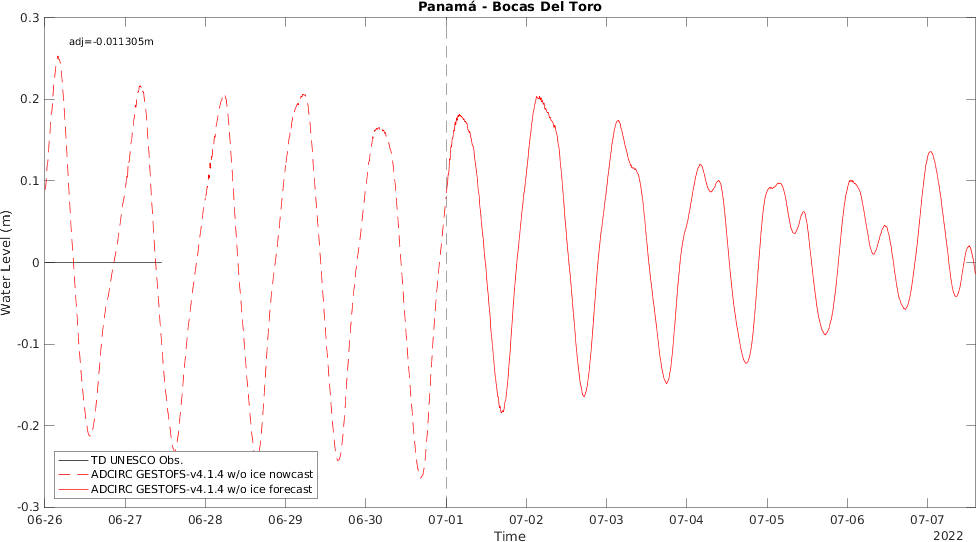 Panamá - Bocas Del Toro
0.3
adj=-0.011305m
0.2
0.1
0
-0.1
-0.2
-0.3
Water Level (m)
TD UNESCO Obs.
ADCIRC GESTOFS-v4.1.4 w/o ice nowcast
ADCIRC GESTOFS-v4.1.4 w/o ice forecast
06-26 06-27 06-28 06-29 06-30 07-01 07-02 07-03 07-04 07-05 07-06 07-07
Time
2022